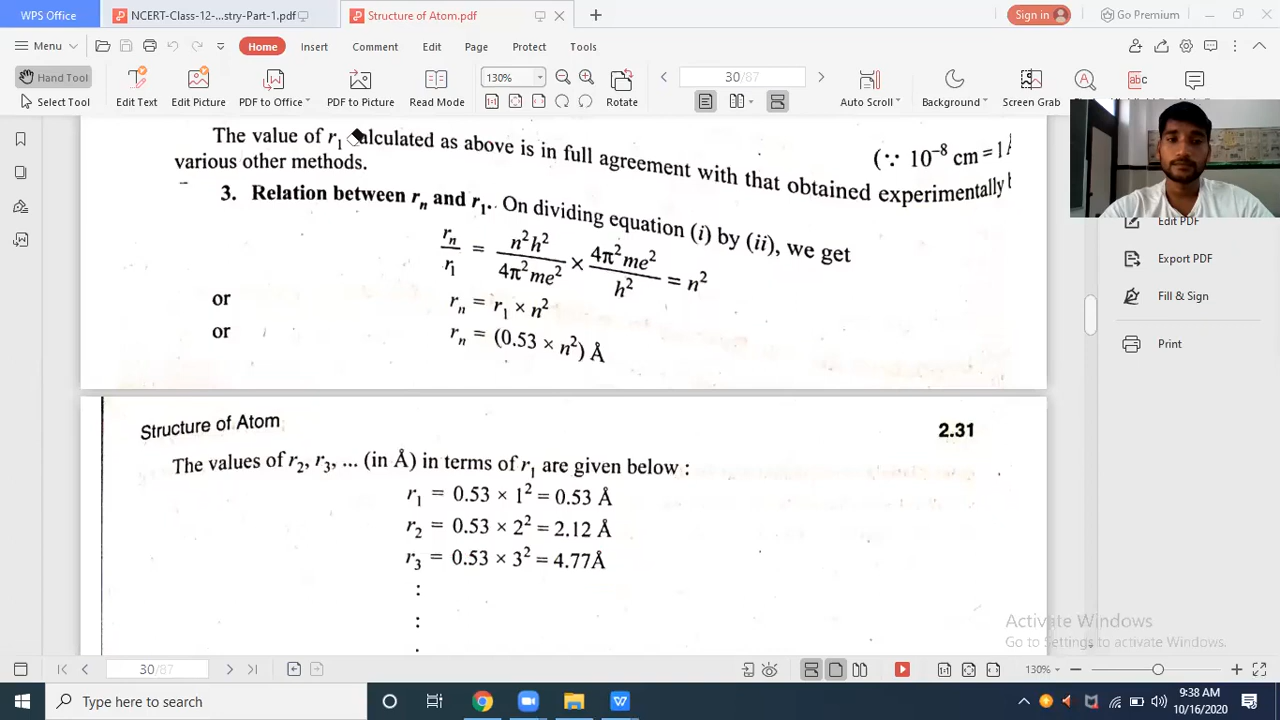 WPS Office
NCERT-Class-12-...stry-Part-1.pdf
Structure of Atom.pdf
Sign in
Go Premium
Menu
Home Insert Comment Edit Page Protect Tools
Hand Tool
Select Tool
Edit Text
Edit Picture
PDF to Office
PDF to Picture
Read Mode
130%
Rotate
30/87
Auto Scroll
Background
Screen Grab
The value of r₁ calculated as above is in full agreement with that obtained experimentally
various other methods.
(∵ 10⁻⁸ cm = 1
3. Relation between rₙ and r₁. On dividing equation (i) by (ii), we get
rₙ/r₁ = n²h²/4π²me² × 4π²me²/h² = n²
or rₙ = r₁ × n²
or rₙ = (0.53 × n²) Å
Edit PDF
Export PDF
Fill & Sign
Print
Structure of Atom 2.31
The values of r₂, r₃, ... (in Å) in terms of r₁ are given below :
r₁ = 0.53 × 1² = 0.53 Å
r₂ = 0.53 × 2² = 2.12 Å
r₃ = 0.53 × 3² = 4.77Å
:
:
Activate Windows
Go to Settings to activate Windows.
30/87
130%
Type here to search
9:38 AM
10/16/2020